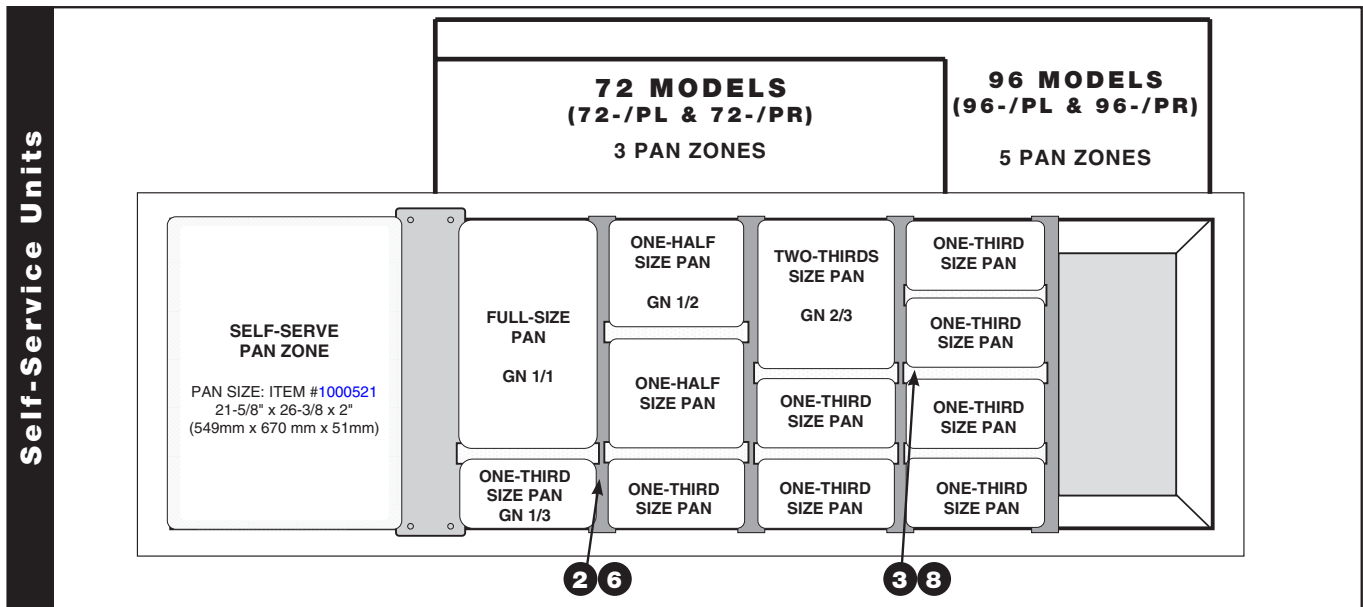 Self-Service Units
72 MODELS
(72-/PL & 72-/PR)
3 PAN ZONES
96 MODELS
(96-/PL & 96-/PR)
5 PAN ZONES
SELF-SERVE
PAN ZONE
PAN SIZE: ITEM #1000521
21-5/8" x 26-3/8 x 2"
(549mm x 670 mm x 51mm)
FULL-SIZE
PAN
GN 1/1
ONE-THIRD
SIZE PAN
GN 1/3
ONE-HALF
SIZE PAN
GN 1/2
ONE-HALF
SIZE PAN
ONE-THIRD
SIZE PAN
TWO-THIRDS
SIZE PAN
GN 2/3
ONE-THIRD
SIZE PAN
ONE-THIRD
SIZE PAN
ONE-THIRD
SIZE PAN
ONE-THIRD
SIZE PAN
ONE-THIRD
SIZE PAN
ONE-THIRD
SIZE PAN
2 6
3 8